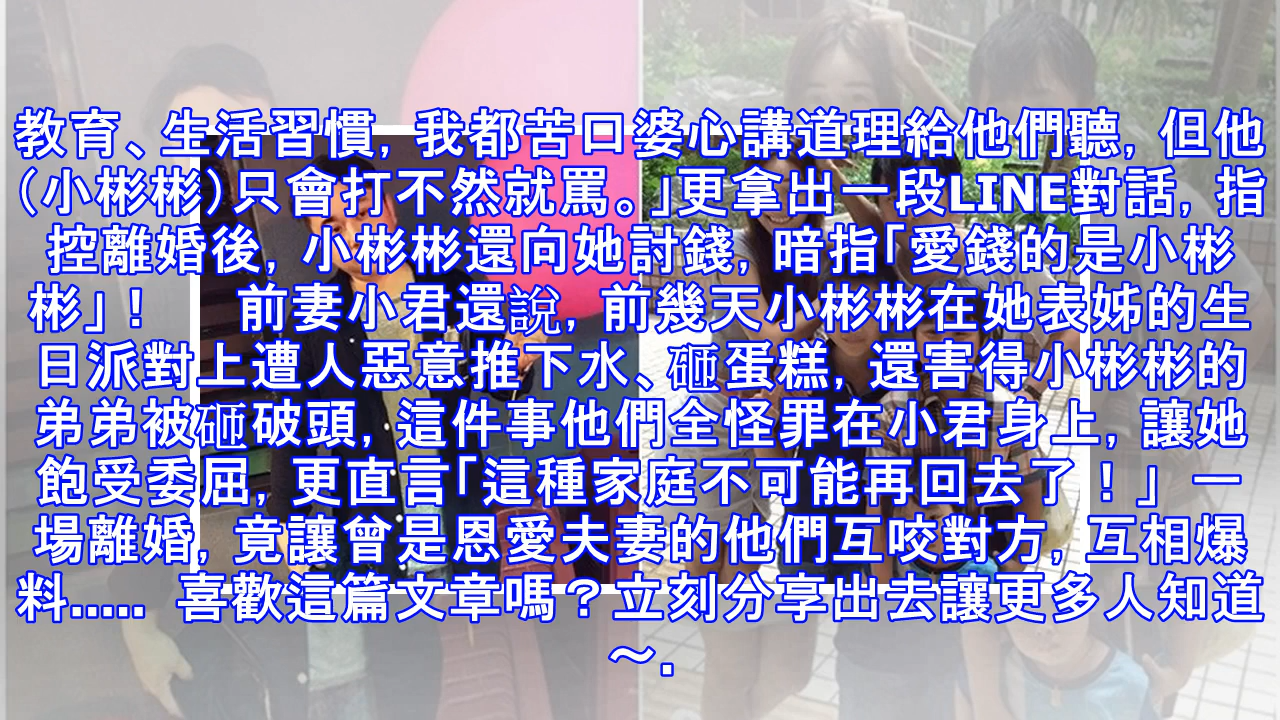 教育、生活習慣, 我都苦口婆心講道理給他們聽, 但他
(小彬彬)只會打不然就罵。」更拿出一段LINE對話, 指
控離婚後, 小彬彬還向她討錢, 暗指「愛錢的是小彬
彬」! 前妻小君還說, 前幾天小彬彬在她表姊的生
日派對上遭人惡意推下水、砸蛋糕, 還害得小彬彬的
弟弟被砸破頭, 這件事他們全怪罪在小君身上, 讓她
飽受委屈, 更直言「這種家庭不可能再回去了!」 一
場離婚, 竟讓曾是恩愛夫妻的他們互咬對方, 互相爆
料..... 喜歡這篇文章嗎?立刻分享出去讓更多人知道
～.